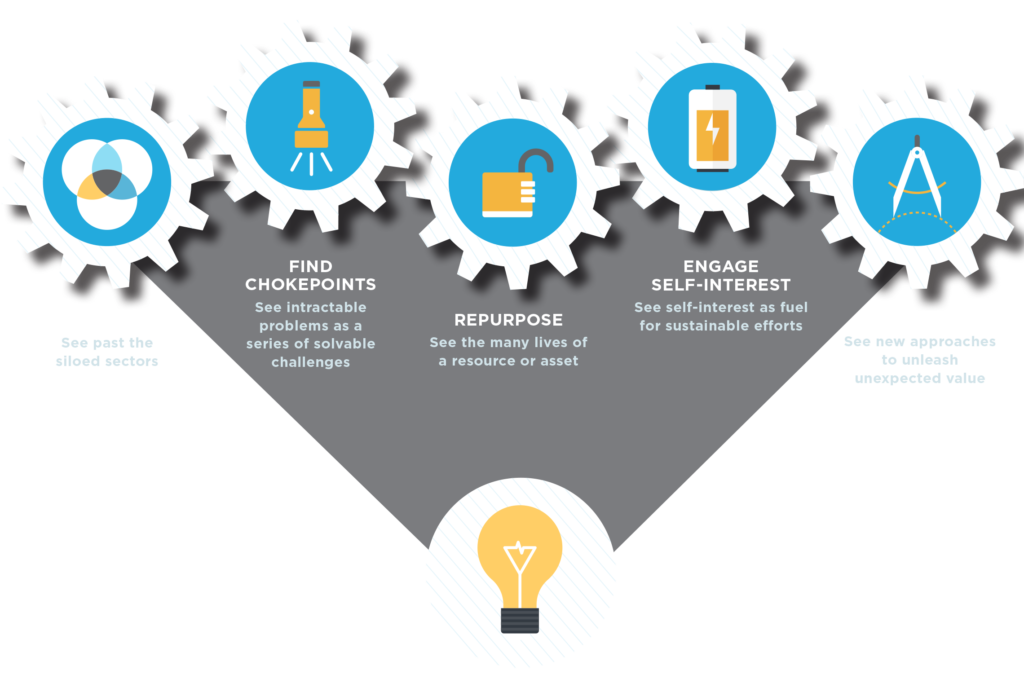 FIND
CHOKEPOINTS
See intractable
problems as a
series of solvable
challenges
REPURPOSE
See the many lives of
a resource or asset
ENGAGE
SELF-INTEREST
See self-interest as fuel
for sustainable efforts
See past the
siloed sectors
See new approaches
to unleash
unexpected value